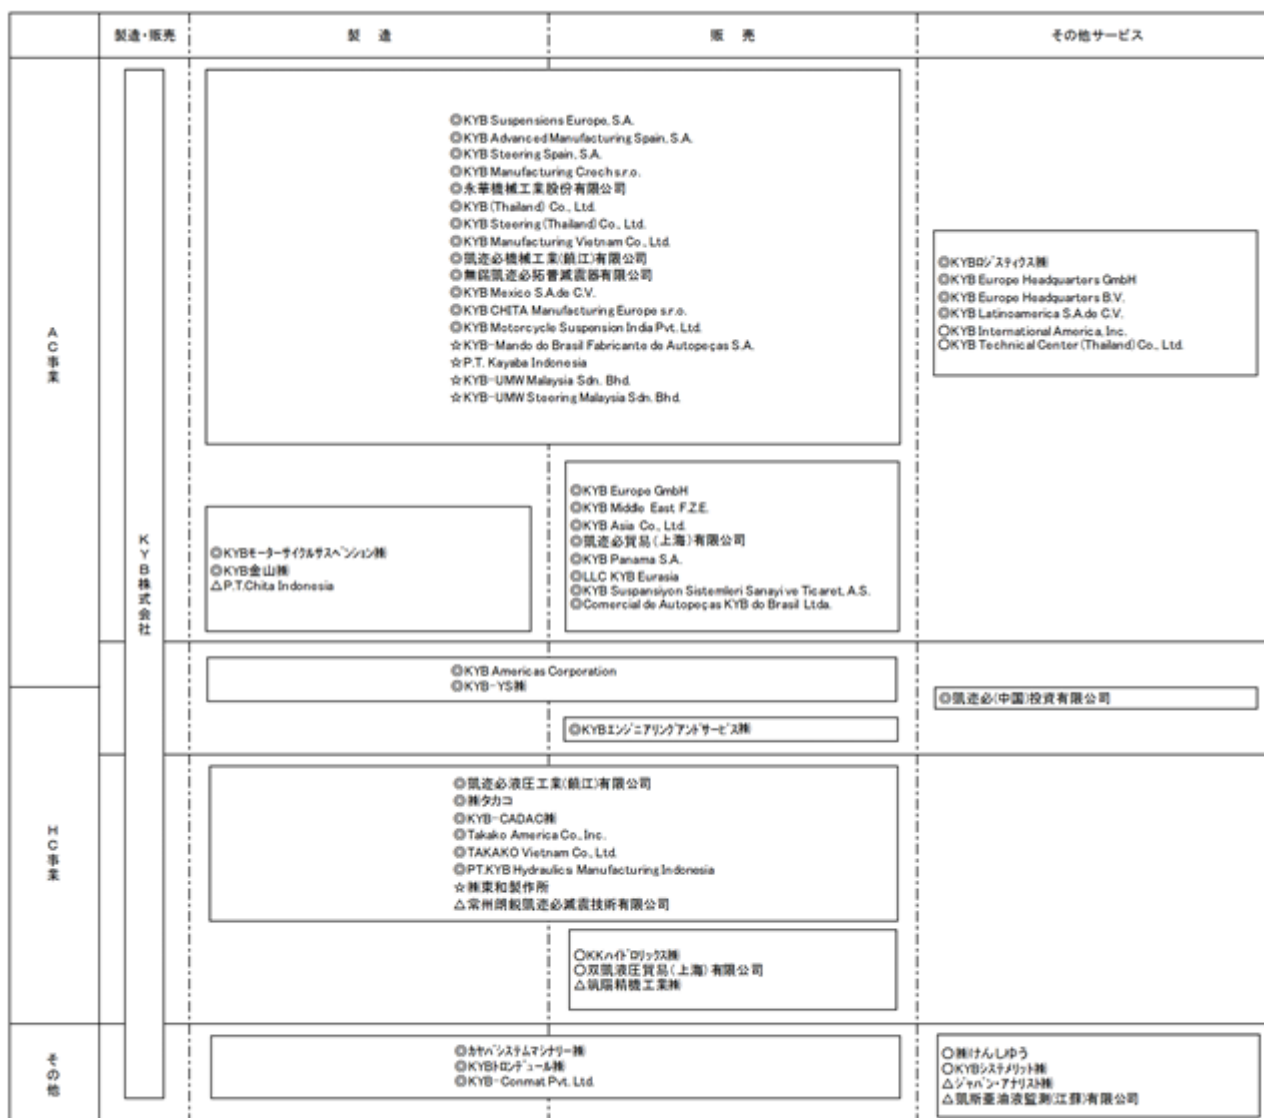 製造・販売
製 造
販 売
その他サービス
AC事業
KYB株式会社
◎KYB Suspensions Europe, S.A.
◎KYB Advanced Manufacturing Spain, S.A.
◎KYB Steering Spain, S.A.
◎KYB Manufacturing Czech s.r.o.
◎永華機械工業股份有限公司
◎KYB (Thailand) Co., Ltd.
◎KYB Steering (Thailand) Co., Ltd.
◎KYB Manufacturing Vietnam Co., Ltd.
◎凱迩必機械工業(鎮江)有限公司
◎無錫凱迩必拓普減震器有限公司
◎KYB Mexico S.A.de C.V.
◎KYB CHITA Manufacturing Europe s.r.o.
◎KYB Motorcycle Suspension India Pvt. Ltd.
☆KYB-Mando do Brasil Fabricante de Autopeças S.A.
☆P.T. Kayaba Indonesia
☆KYB-UMW Malaysia Sdn. Bhd.
☆KYB-UMW Steering Malaysia Sdn. Bhd.
◎KYBロジスティクス㈱
◎KYB Europe Headquarters GmbH
◎KYB Europe Headquarters B.V.
◎KYB Latinoamerica S.A.de C.V.
○KYB International America, Inc.
○KYB Technical Center (Thailand) Co., Ltd.
◎KYBモーターサイクルサスペンション㈱
◎KYB金山㈱
△P.T.Chita Indonesia
◎KYB Europe GmbH
◎KYB Middle East F.Z.E.
◎KYB Asia Co., Ltd.
◎凱迩必貿易(上海)有限公司
◎KYB Panama S.A.
◎LLC KYB Eurasia
◎KYB Suspansiyon Sistemleri Sanayi ve Ticaret, A.S.
◎Comercial de Autopeças KYB do Brasil Ltda.
◎KYB Americas Corporation
◎KYB-YS㈱
◎凱迩必(中国)投資有限公司
◎KYBエンジニアリングアンドサービス㈱
HC事業
◎凱迩必液圧工業(鎮江)有限公司
◎㈱タカコ
◎KYB-CADAC㈱
◎Takako America Co., Inc.
◎TAKAKO Vietnam Co., Ltd.
◎PT.KYB Hydraulics Manufacturing Indonesia
☆㈱東和製作所
△常州朗鋭凱迩必減震技術有限公司
○KKハイドロリックス㈱
○双凱液圧貿易(上海)有限公司
△筑陽精機工業㈱
その他
◎カヤバシステムマシナリー㈱
◎KYBトロンデュール㈱
◎KYB-Conmat Pvt. Ltd.
○㈱けんしゆう
○KYBシステメリット㈱
△ジャパン・アナリスト㈱
△凱斯亜油液監測(江蘇)有限公司